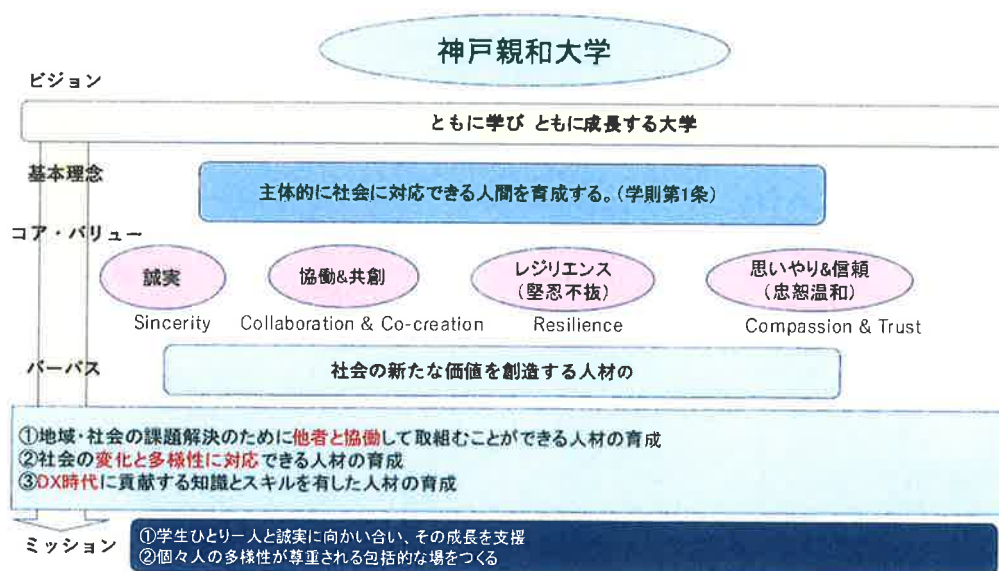 神戸親和大学
ビジョン
ともに学び ともに成長する大学
基本理念
主体的に社会に対応できる人間を育成する。(学則第1条)
コア・バリュー
誠実
協働&共創
レジリエンス
(堅忍不抜)
思いやり&信頼
(忠恕温和)
Sincerity
Collaboration & Co-creation
Resilience
Compassion & Trust
パーパス
社会の新たな価値を創造する人材の
①地域・社会の課題解決のために他者と協働して取組むことができる人材の育成
②社会の変化と多様性に対応できる人材の育成
③DX時代に貢献する知識とスキルを有した人材の育成
ミッション
①学生ひとり一人と誠実に向かい合い、その成長を支援
②個々人の多様性が尊重される包括的な場をつくる